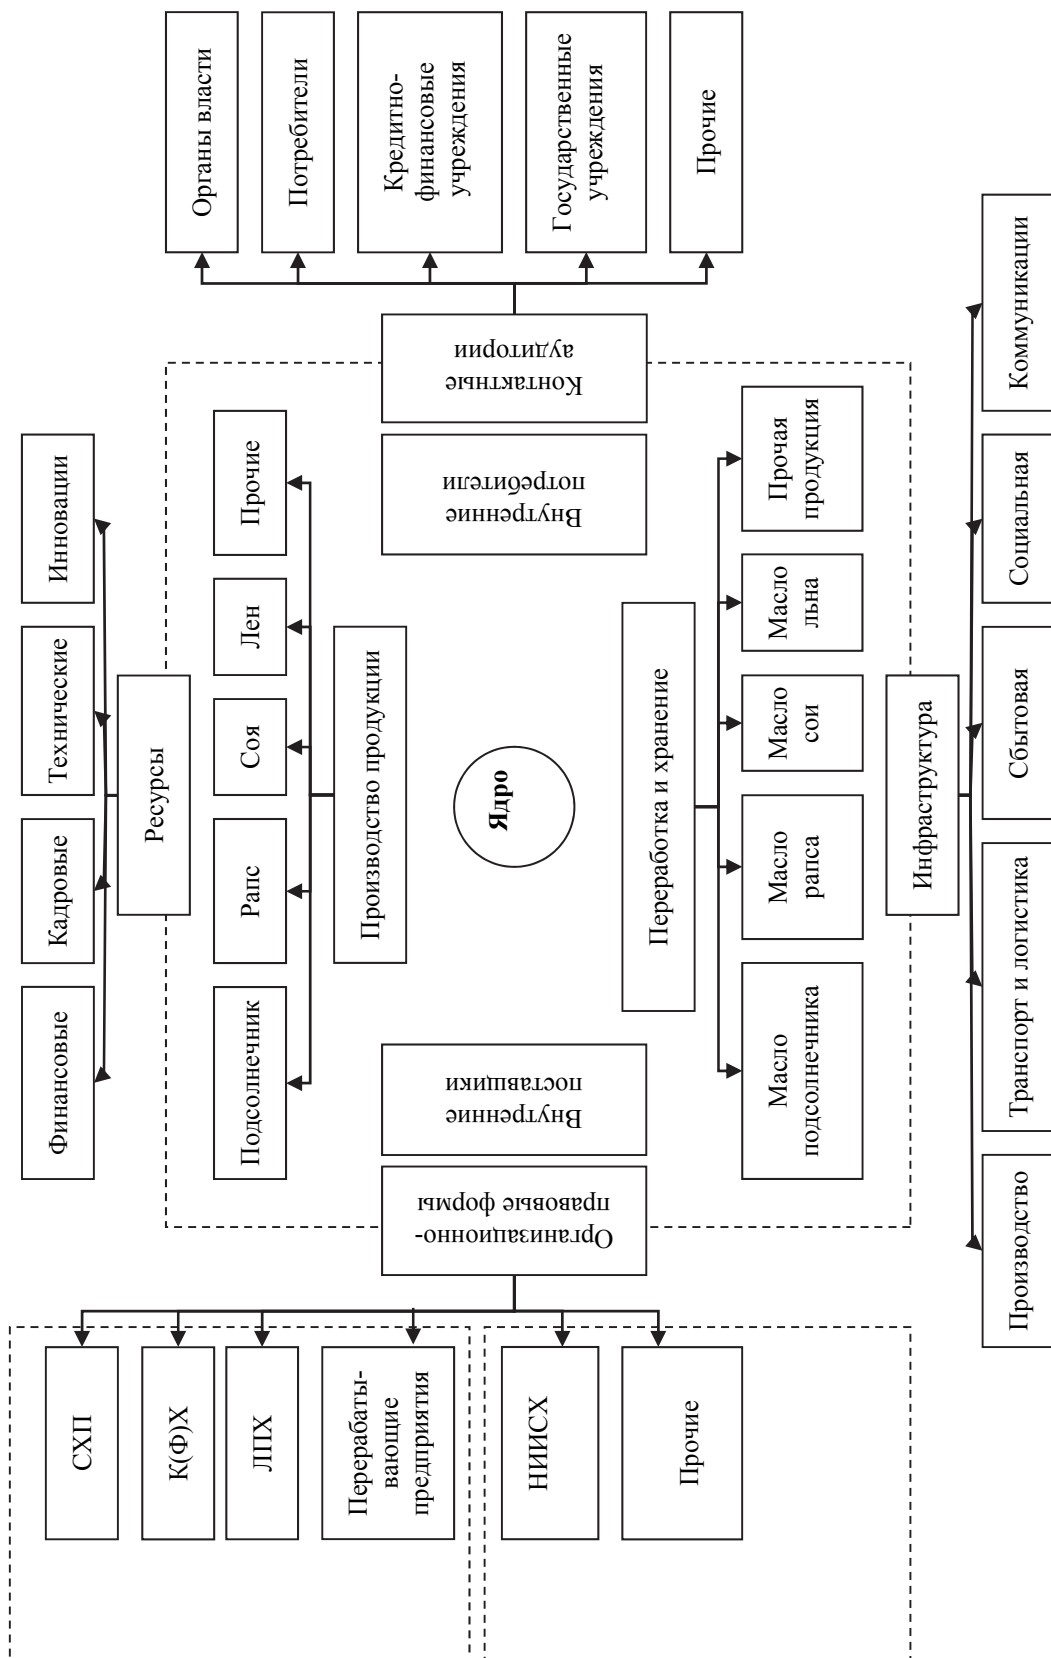 Финансовые
Кадровые
Технические
Инновации
Ресурсы
Подсолнечник
Рапс
Соя
Лен
Прочие
Производство продукции
СХП
К(Ф)Х
ЛПХ
Перерабаты-
вающие
предприятия
НИИСХ
Прочие
Организационно-
правовые формы
Внутренние
поставщики
Ядро
Внутренние
потребители
Контактные
аудитории
Органы власти
Потребители
Кредитно-
финансовые
учреждения
Государственные
учреждения
Прочие
Переработка и хранение
Масло
подсолнечника
Масло
рапса
Масло
сои
Масло
льна
Прочая
продукция
Инфраструктура
Производство
Транспорт и логистика
Сбытовая
Социальная
Коммуникации